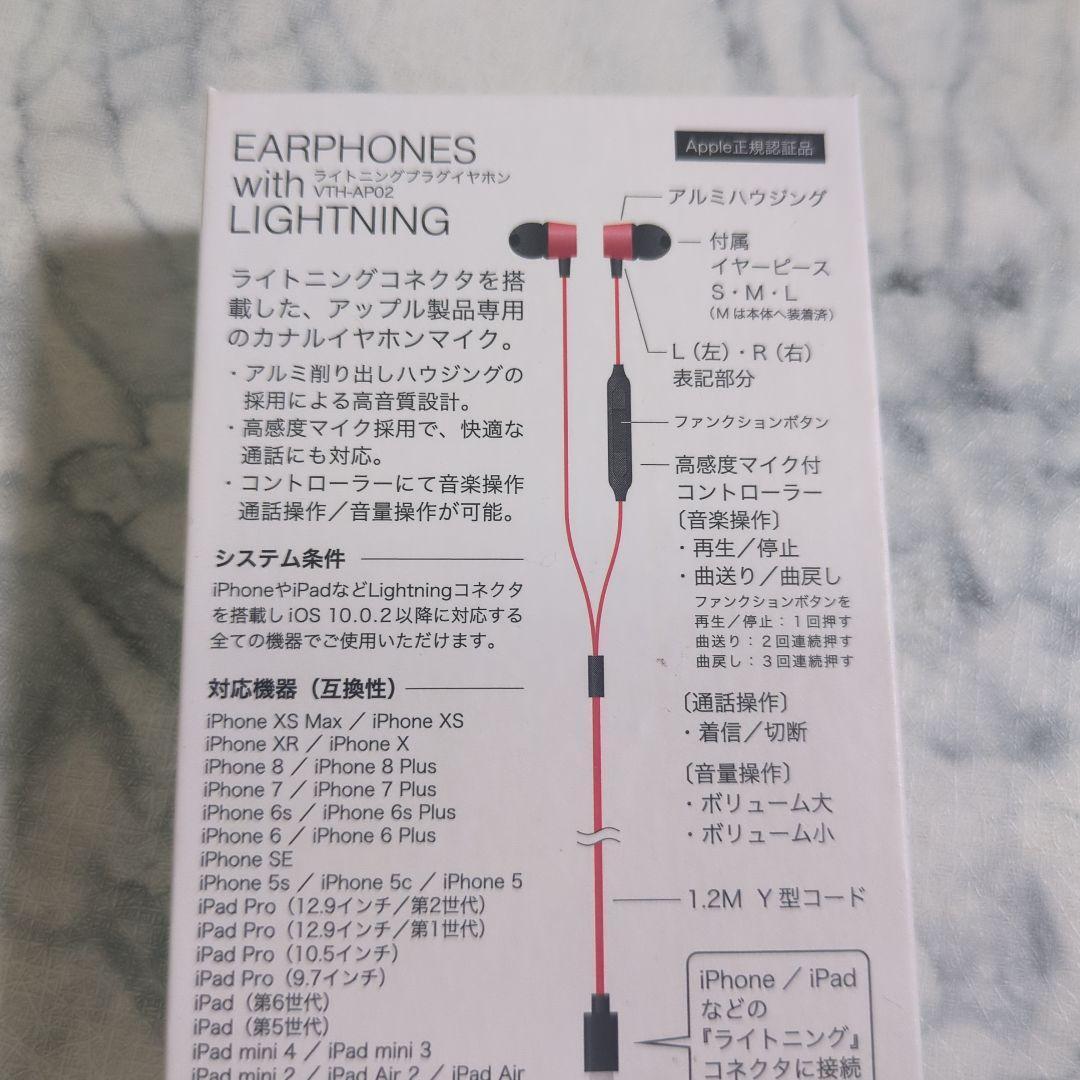 EARPHONES
with ライトニングプラグイヤホン
VTH-AP02
LIGHTNING
ライトニングコネクタを搭
載した、アップル製品専用
のカナルイヤホンマイク。
・アルミ削り出しハウジングの
採用による高音質設計。
・高感度マイク採用で、快適な
通話にも対応。
・コントローラーにて音楽操作
通話操作／音量操作が可能。
システム条件
iPhoneやiPadなどLightningコネクタ
を搭載しiOS 10.0.2以降に対応する
全ての機器でご使用いただけます。
対応機器（互換性）
iPhone XS Max ／ iPhone XS
iPhone XR ／ iPhone X
iPhone 8 ／ iPhone 8 Plus
iPhone 7 ／ iPhone 7 Plus
iPhone 6s ／ iPhone 6s Plus
iPhone 6 ／ iPhone 6 Plus
iPhone SE
iPhone 5s ／ iPhone 5c ／ iPhone 5
iPad Pro（12.9インチ／第2世代）
iPad Pro（12.9インチ／第1世代）
iPad Pro（10.5インチ）
iPad Pro（9.7インチ）
iPad（第6世代）
iPad（第5世代）
iPad mini 4 ／ iPad mini 3
iPad mini 2 ／ iPad Air 2 ／ iPad Air
Apple正規認証品
アルミハウジング
付属
イヤーピース
S・M・L
（Mは本体へ装着済）
L（左）・R（右）
表記部分
ファンクションボタン
高感度マイク付
コントローラー
〔音楽操作〕
・再生／停止
・曲送り／曲戻し
ファンクションボタンを
再生／停止：1回押す
曲送り：2回連続押す
曲戻し：3回連続押す
〔通話操作〕
・着信／切断
〔音量操作〕
・ボリューム大
・ボリューム小
1.2M Y型コード
iPhone ／ iPad
などの
『ライトニング』
コネクタに接続